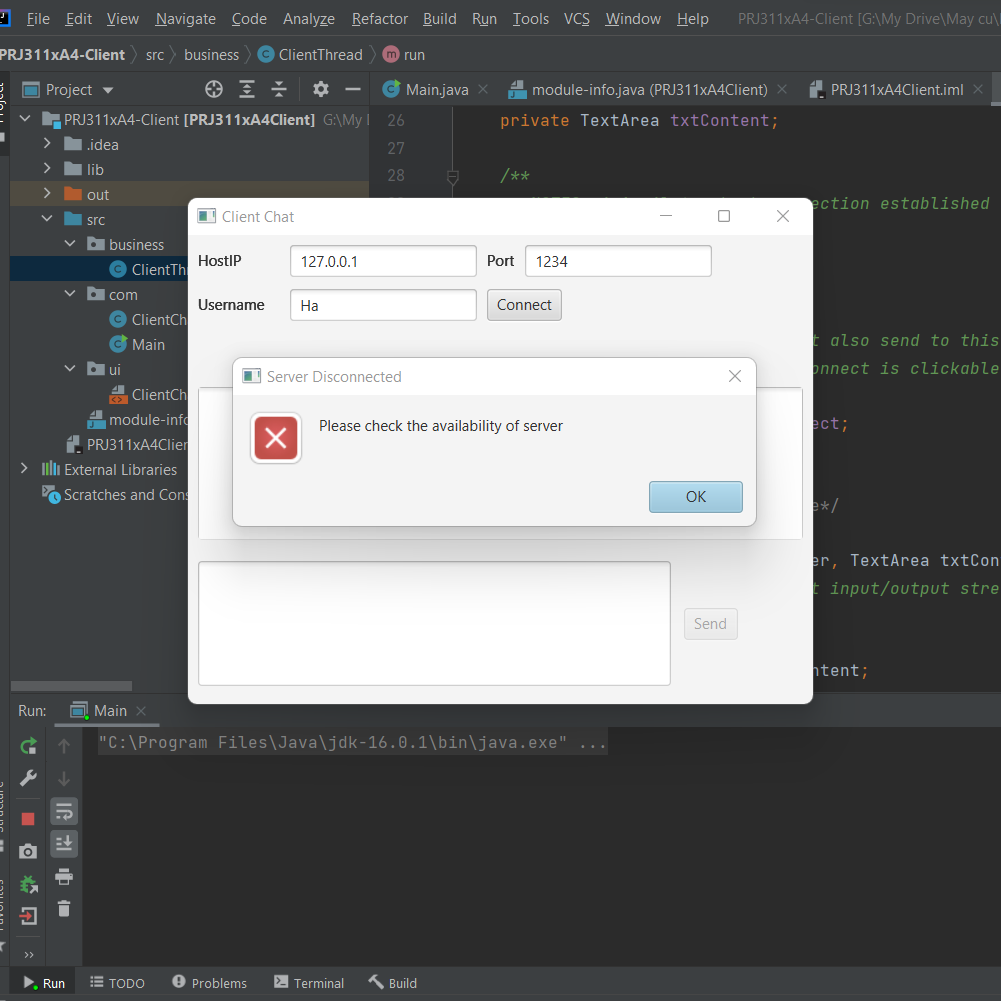 File Edit View Navigate Code Analyze Refactor Build Run Tools VCS Window Help PRJ311xA4-Client [G:\My Drive\May cu\
PRJ311xA4-Client src business ClientThread run
Project Main.java module-info.java (PRJ311xA4Client) PRJ311xA4Client.iml
PRJ311xA4-Client [PRJ311xA4Client] G:\My
26 private TextArea txtContent;
.idea
27
lib
28 /**
out
ection established
src
Client Chat
business
HostIP 127.0.0.1 Port 1234
ClientTh
com
Username Ha Connect
ClientCh
Main
t also send to this
ui
onnect is clickable
Server Disconnected
ClientCh
module-info
Please check the availability of server
ect;
PRJ311xA4Clien
External Libraries
Scratches and Cons
OK
e*/
er, TextArea txtCon
t input/output stre
Send
ntent;
Run: Main
"C:\Program Files\Java\jdk-16.0.1\bin\java.exe" ...
Structure
Favorites
Run TODO Problems Terminal Build